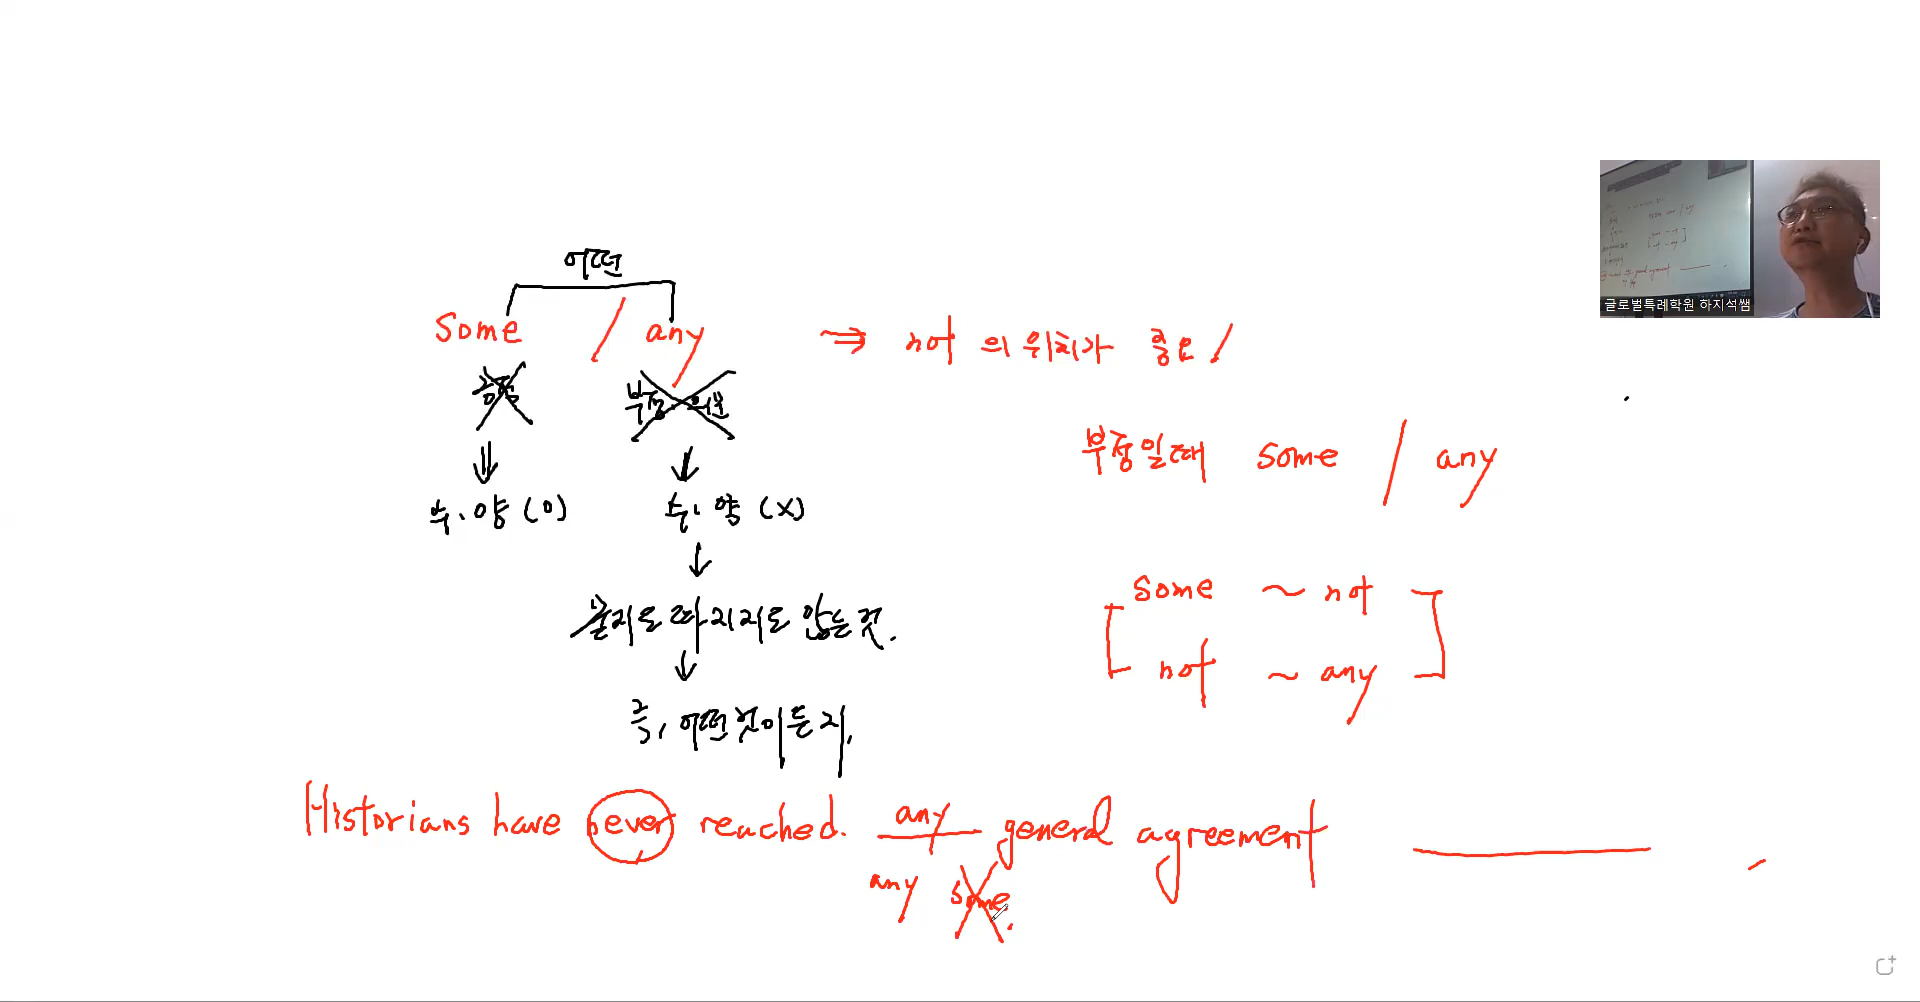 글로벌특례학원 하지석쌤
어떤
some / any ⇒ not 의 위치가 중요!
긍정 부정, 의문
부정일때 some / any
수, 양 (O) 수, 양 (X)
some ~ not
not ~ any
묻지도 따지지도 않는것.
즉, 어떤것이든지,
Historians have never reached. any general agreement
any some.